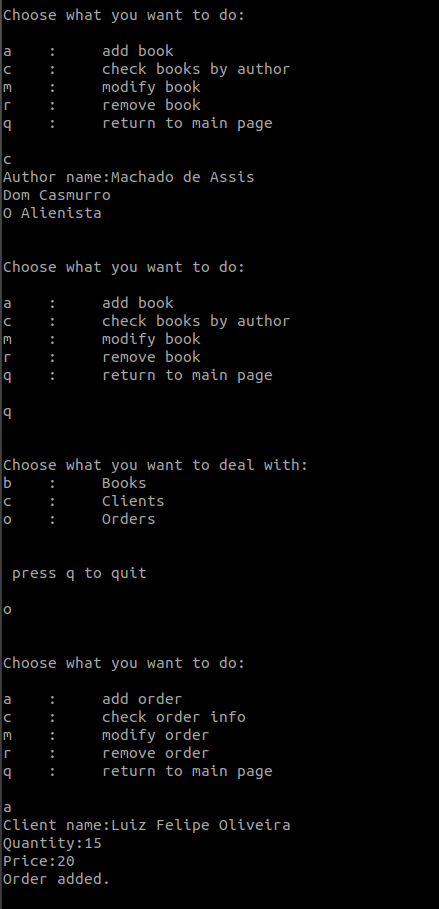 Choose what you want to do:
a    :     add book
c    :     check books by author
m    :     modify book
r    :     remove book
q    :     return to main page
c
Author name:Machado de Assis
Dom Casmurro
O Alienista
Choose what you want to do:
a    :     add book
c    :     check books by author
m    :     modify book
r    :     remove book
q    :     return to main page
q
Choose what you want to deal with:
b    :     Books
c    :     Clients
o    :     Orders
press q to quit
o
Choose what you want to do:
a    :     add order
c    :     check order info
m    :     modify order
r    :     remove order
q    :     return to main page
a
Client name:Luiz Felipe Oliveira
Quantity:15
Price:20
Order added.